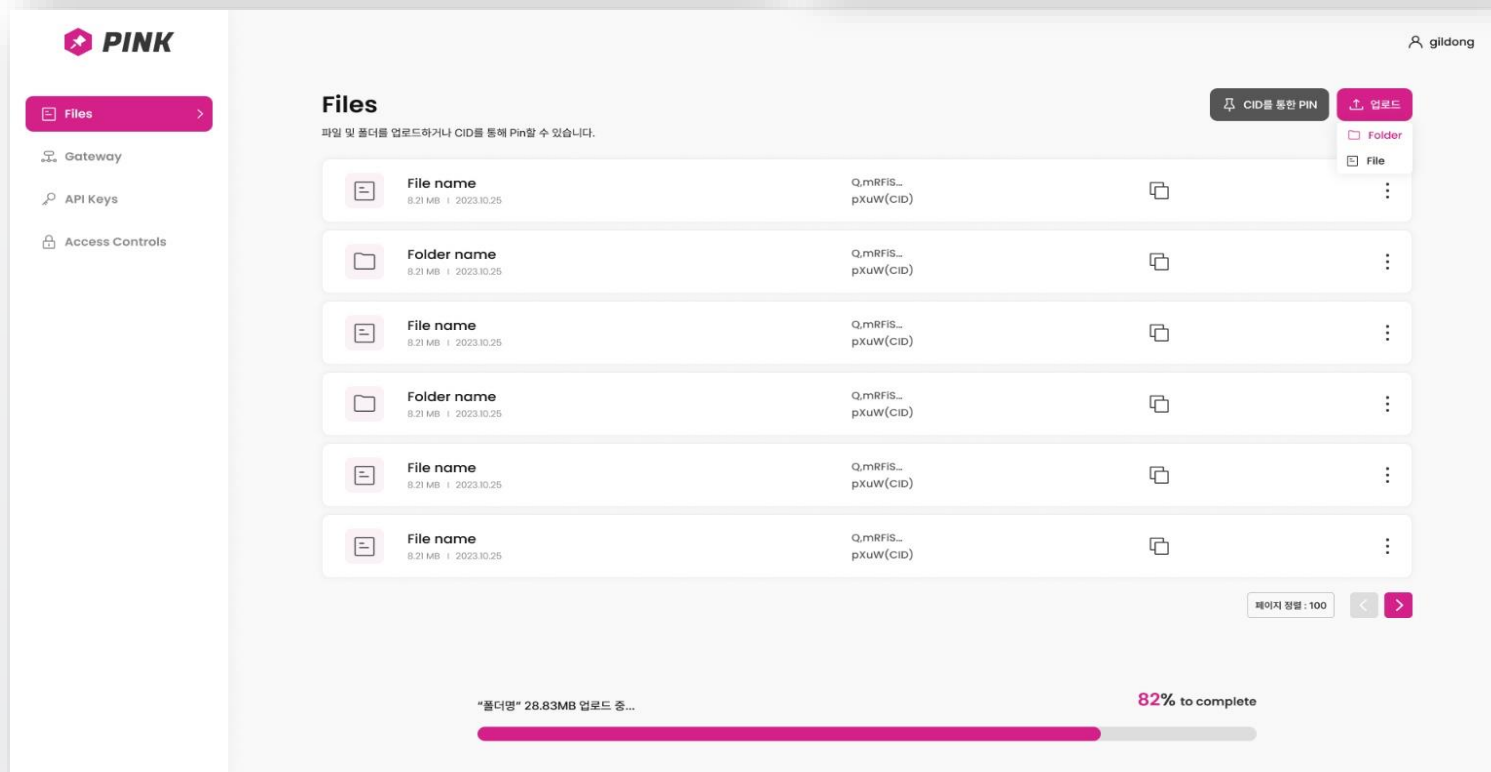 PINK
gildong
Files
Gateway
API Keys
Access Controls
Files
CID를 통한 PIN
업로드
파일 및 폴더를 업로드하거나 CID를 통해 Pin할 수 있습니다.
Folder
File
File name
8.21 MB | 2023.10.25
Q,mRFiS...
pXuW(CID)
Folder name
8.21 MB | 2023.10.25
Q,mRFiS...
pXuW(CID)
File name
8.21 MB | 2023.10.25
Q,mRFiS...
pXuW(CID)
Folder name
8.21 MB | 2023.10.25
Q,mRFiS...
pXuW(CID)
File name
8.21 MB | 2023.10.25
Q,mRFiS...
pXuW(CID)
File name
8.21 MB | 2023.10.25
Q,mRFiS...
pXuW(CID)
페이지 정렬 : 100
“폴더명” 28.83MB 업로드 중...
82% to complete